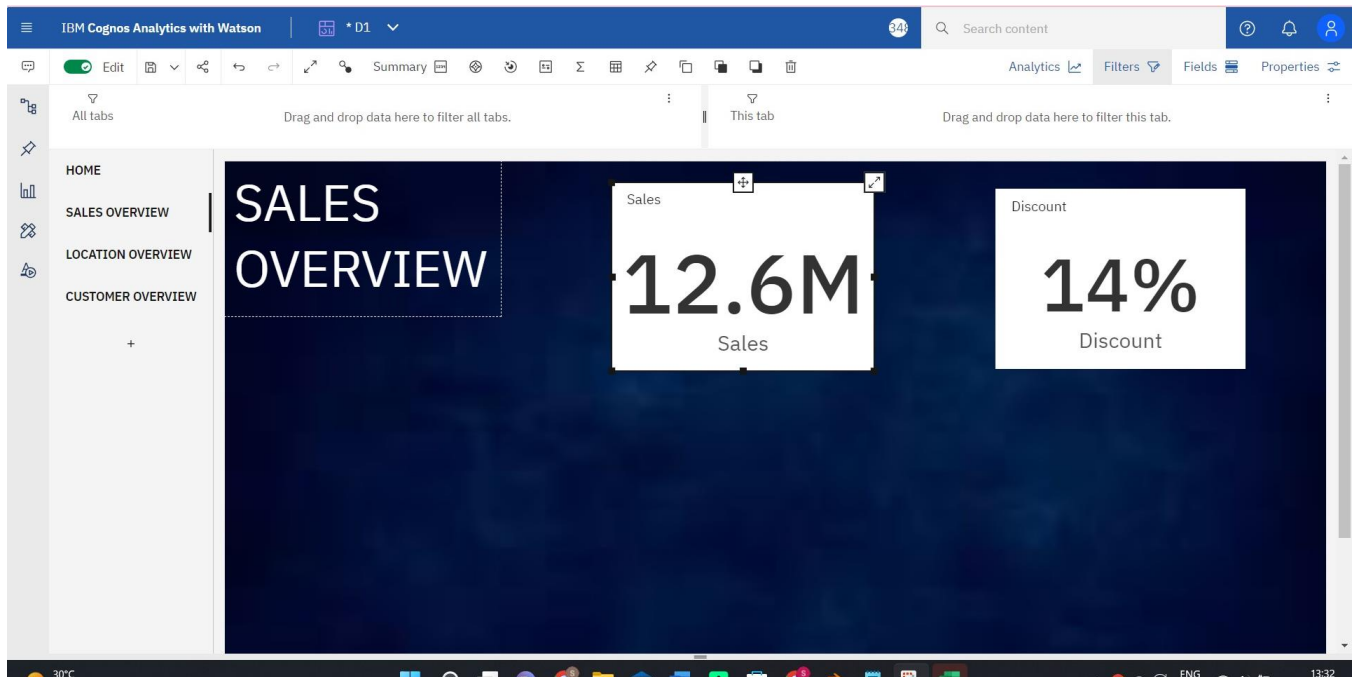 IBM Cognos Analytics with Watson
* D1
348
Search content
Edit
Summary
Analytics
Filters
Fields
Properties
All tabs
Drag and drop data here to filter all tabs.
This tab
Drag and drop data here to filter this tab.
HOME
SALES OVERVIEW
LOCATION OVERVIEW
CUSTOMER OVERVIEW
+
SALES
OVERVIEW
Sales
12.6M
Sales
Discount
14%
Discount
30°C
ENG
13:32